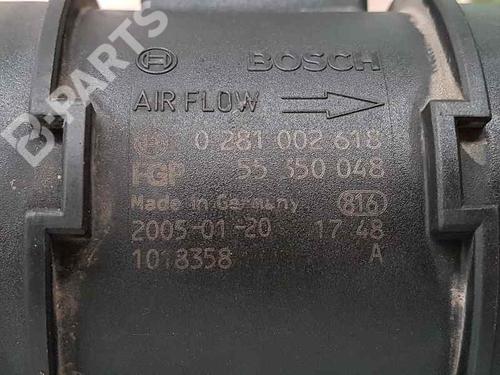 B-PARTS
BOSCH
AIR FLOW
0 281 002 618
HGP 55 350 048
Made in Germany 816
2005-01-20 17 48
1018358 A